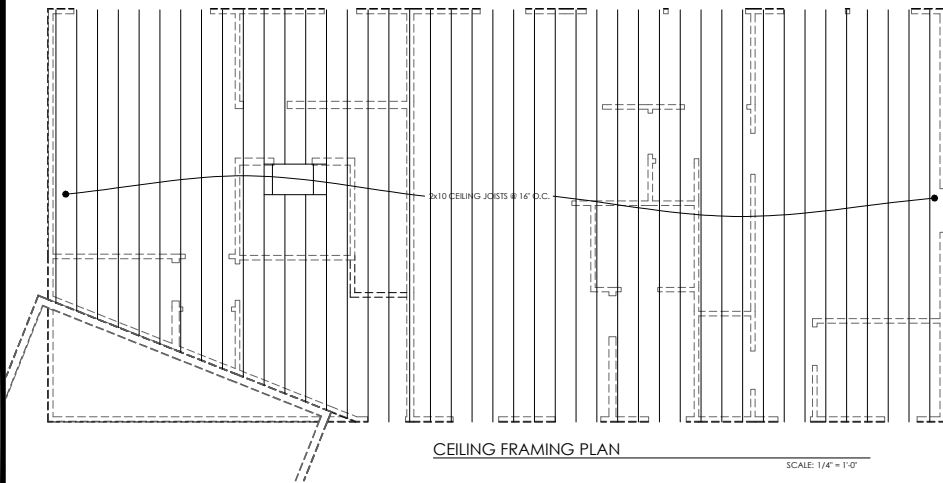 2x10 CEILING JOISTS @ 16" O.C.
CEILING FRAMING PLAN
SCALE: 1/4" = 1'-0"